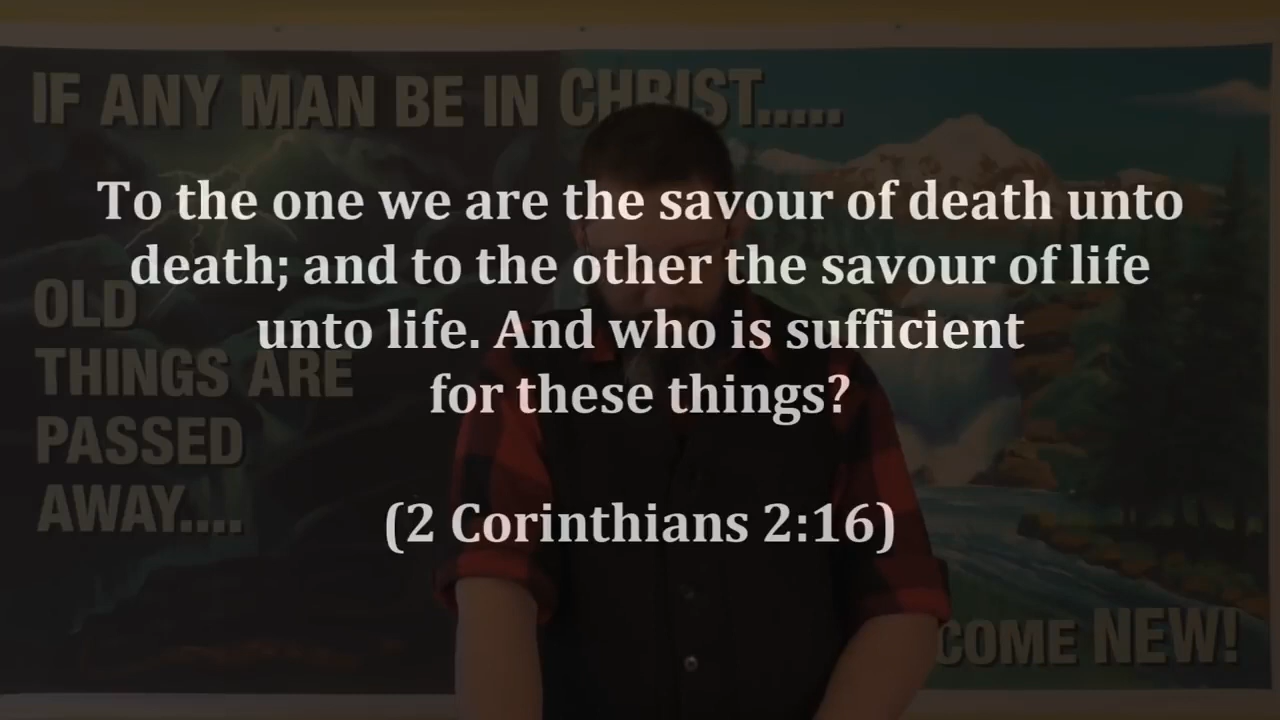 IF ANY MAN BE IN CHRIST.....
To the one we are the savour of death unto
death; and to the other the savour of life
unto life. And who is sufficient
for these things?
(2 Corinthians 2:16)
OLD
THINGS ARE
PASSED
AWAY....
COME NEW!